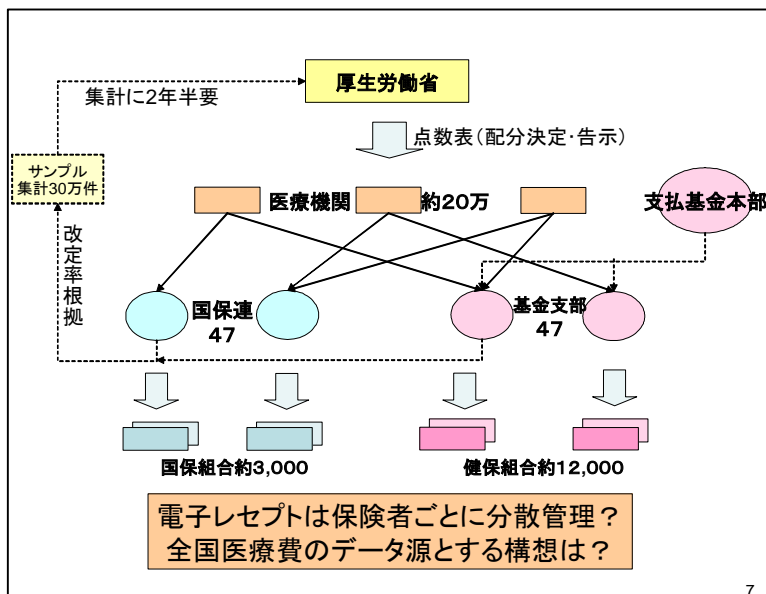 厚生労働省
集計に2年半要
点数表（配分決定・告示）
サンプル
集計30万件
医療機関　約20万
支払基金本部
改定率根拠
国保連
47
基金支部
47
国保組合約3,000
健保組合約12,000
電子レセプトは保険者ごとに分散管理？
全国医療費のデータ源とする構想は？
7